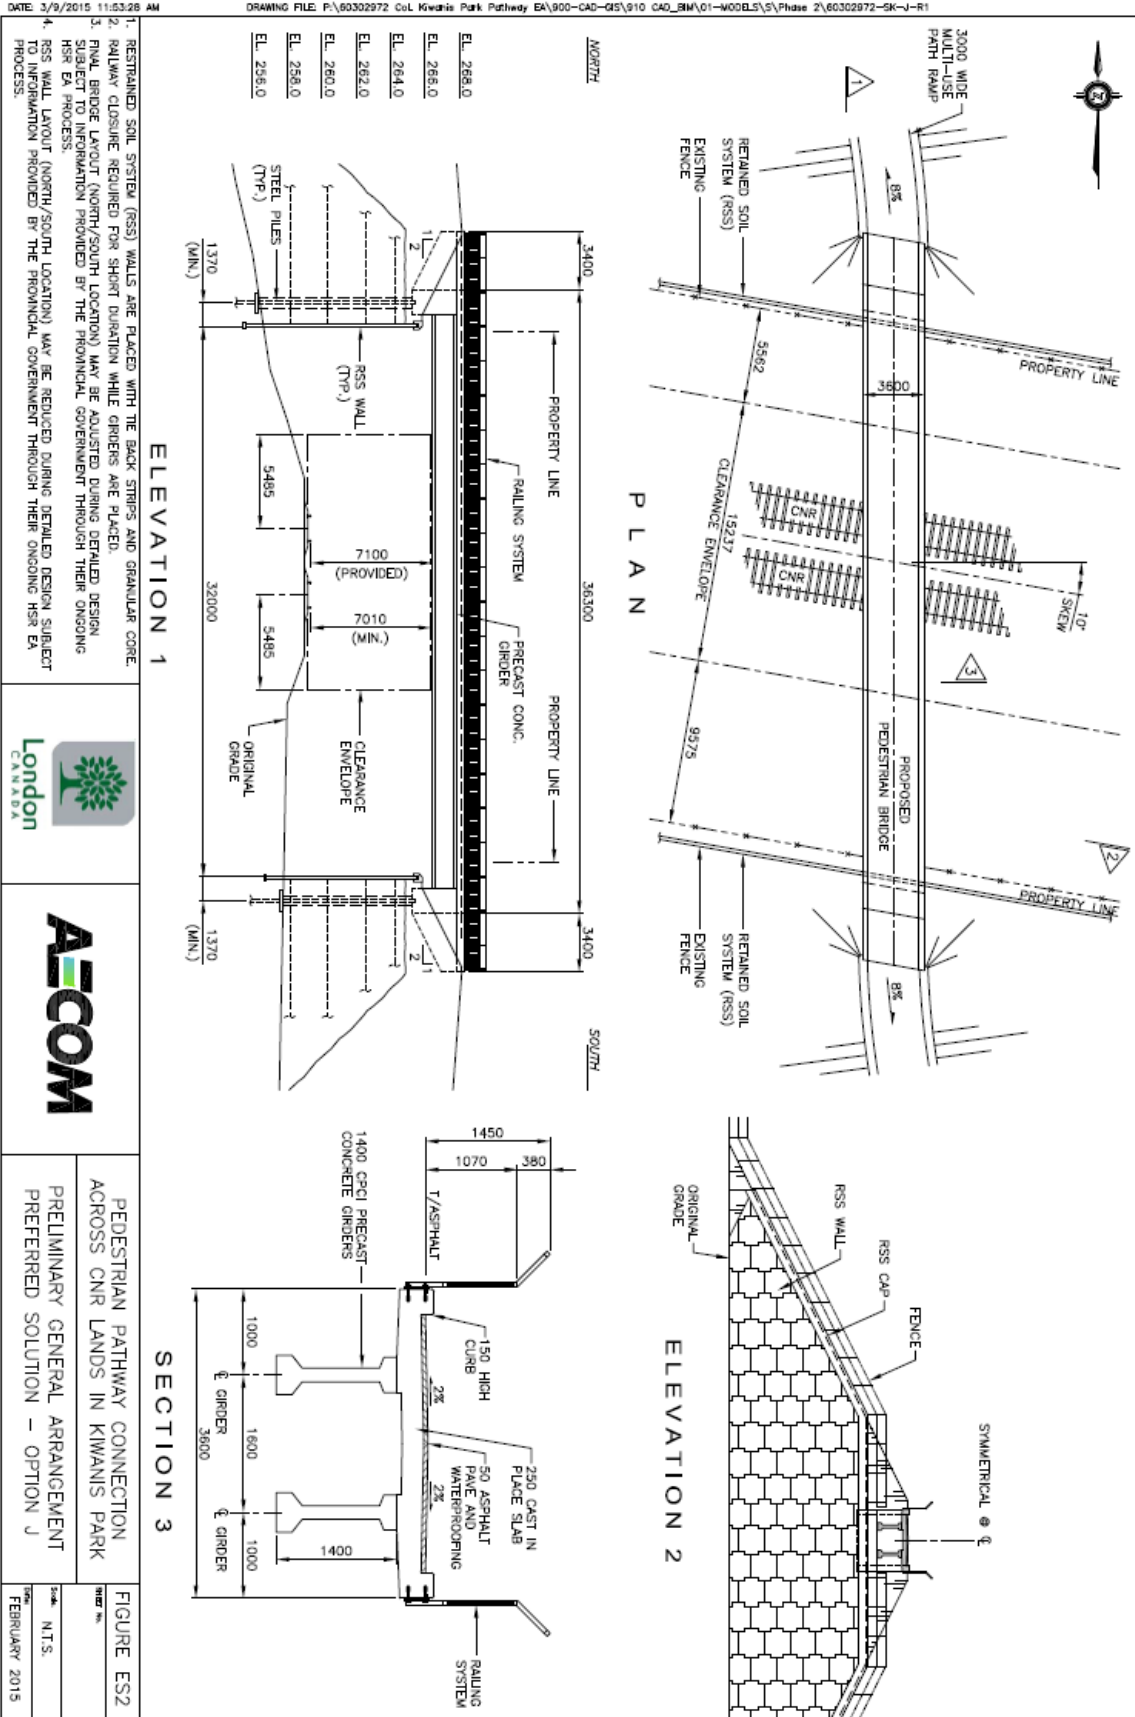 DATE: 3/9/2015 11:53:28 AM
DRAWING FILE: P:\60302972 CoL Kiwanis Park Pathway EA\900-CAD-GIS\910 CAD_BIM\01-MODELS\S\Phase 2\60302972-SK-J-R1
3000 WIDE
MULTI-USE
PATH RAMP
1
8%
RETAINED SOIL
SYSTEM (RSS)
EXISTING
FENCE
5562
PROPERTY LINE
3600
CNR
CNR
15237
CLEARANCE ENVELOPE
10°
SKEW
3
9575
PROPOSED
PEDESTRIAN BRIDGE
2
PROPERTY LINE
RETAINED SOIL
SYSTEM (RSS)
EXISTING
FENCE
8%
PLAN
NORTH
SOUTH
EL. 268.0
EL. 266.0
EL. 264.0
EL. 262.0
EL. 260.0
EL. 258.0
EL. 256.0
3400
36300
3400
PROPERTY LINE
PROPERTY LINE
RAILING SYSTEM
PRECAST CONC.
GIRDER
1
2
1
2
STEEL PILES
(TYP.)
RSS WALL
(TYP.)
7100
(PROVIDED)
7010
(MIN.)
5485
5485
CLEARANCE
ENVELOPE
ORIGINAL
GRADE
1370
(MIN.)
32000
1370
(MIN.)
ELEVATION 1
SYMMETRICAL @ ℄
FENCE
RSS CAP
RSS WALL
ORIGINAL
GRADE
ELEVATION 2
1450
1070
380
T/ASPHALT
1400 CPCI PRECAST
CONCRETE GIRDERS
150 HIGH
CURB
2%
2%
250 CAST IN
PLACE SLAB
50 ASPHALT
PAVE AND
WATERPROOFING
RAILING
SYSTEM
1400
1000
1600
1000
℄ GIRDER
℄ GIRDER
3600
SECTION 3
1. RESTRAINED SOIL SYSTEM (RSS) WALLS ARE PLACED WITH TIE BACK STRIPS AND GRANULAR CORE.
2. RAILWAY CLOSURE REQUIRED FOR SHORT DURATION WHILE GIRDERS ARE PLACED.
3. FINAL BRIDGE LAYOUT (NORTH/SOUTH LOCATION) MAY BE ADJUSTED DURING DETAILED DESIGN
SUBJECT TO INFORMATION PROVIDED BY THE PROVINCIAL GOVERNMENT THROUGH THEIR ONGOING
HSR EA PROCESS.
4. RSS WALL LAYOUT (NORTH/SOUTH LOCATION) MAY BE REDUCED DURING DETAILED DESIGN SUBJECT
TO INFORMATION PROVIDED BY THE PROVINCIAL GOVERNMENT THROUGH THEIR ONGOING HSR EA
PROCESS.
London
CANADA
AECOM
PEDESTRIAN PATHWAY CONNECTION
ACROSS CNR LANDS IN KIWANIS PARK
PRELIMINARY GENERAL ARRANGEMENT
PREFERRED SOLUTION - OPTION J
FIGURE ES2
SHEET No.
Scale N.T.S.
Date FEBRUARY 2015